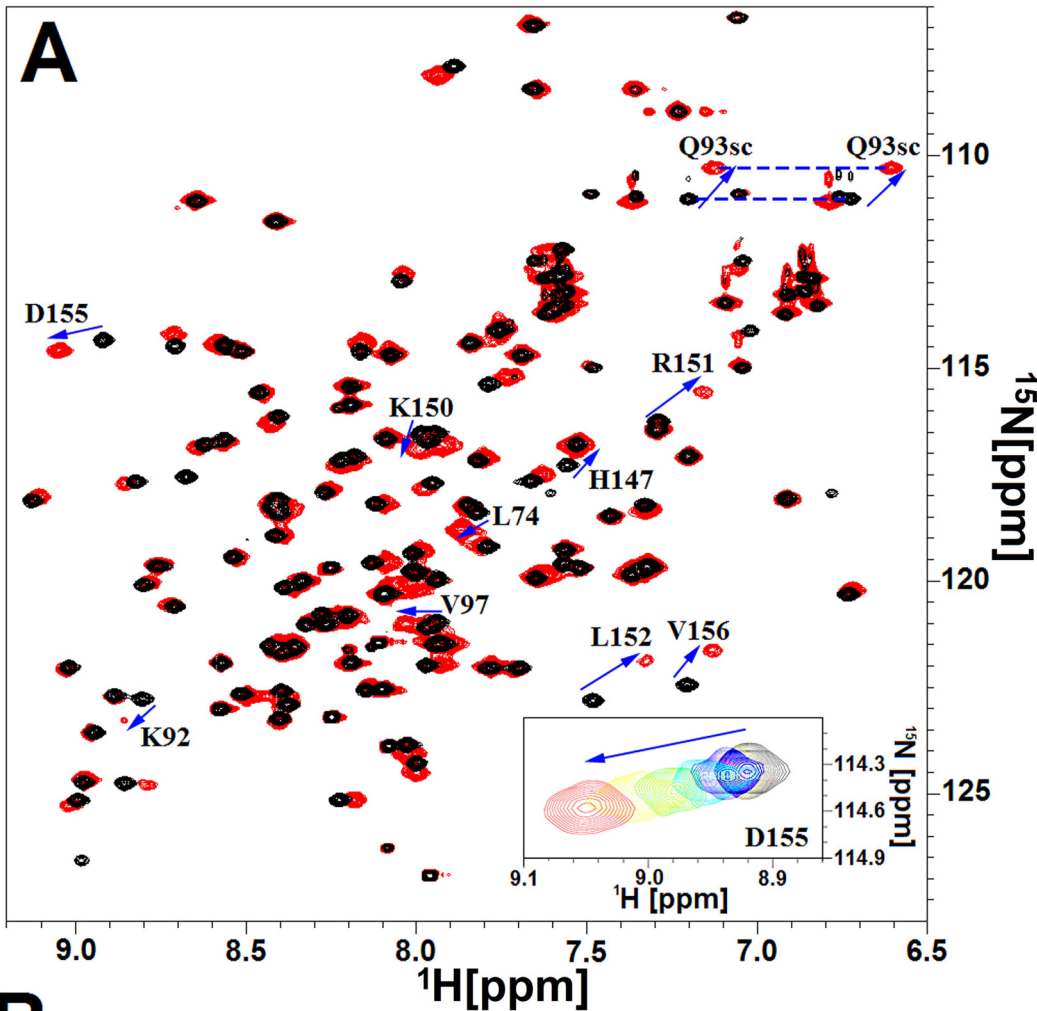 A
Q93sc Q93sc
110
D155
115
R151
K150
H147
L74
120
V97
L152 V156
K92
125
15N[ppm]
114.3
114.6
114.9
15N [ppm]
D155
9.1 9.0 8.9
1H [ppm]
9.0 8.5 8.0 7.5 7.0 6.5
1H[ppm]